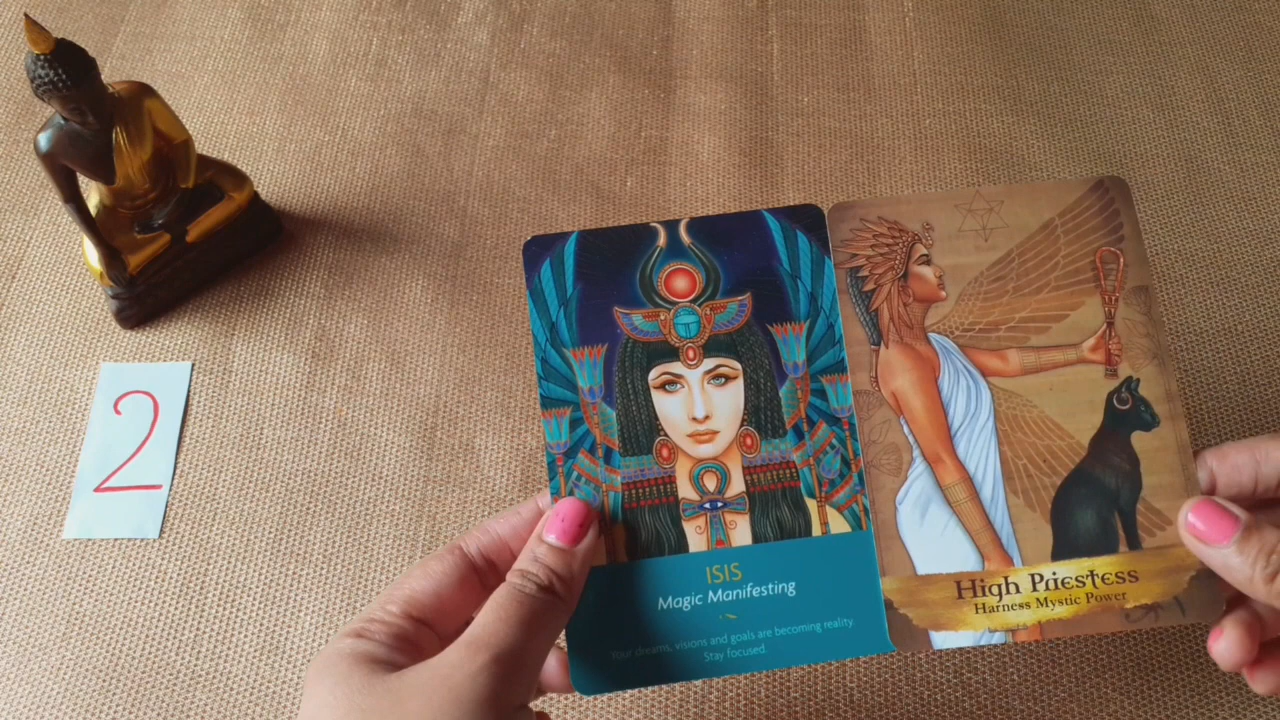 2
ISIS
Magic Manifesting
Your dreams, visions and goals are becoming reality.
Stay focused.
High Priestess
Harness Mystic Power